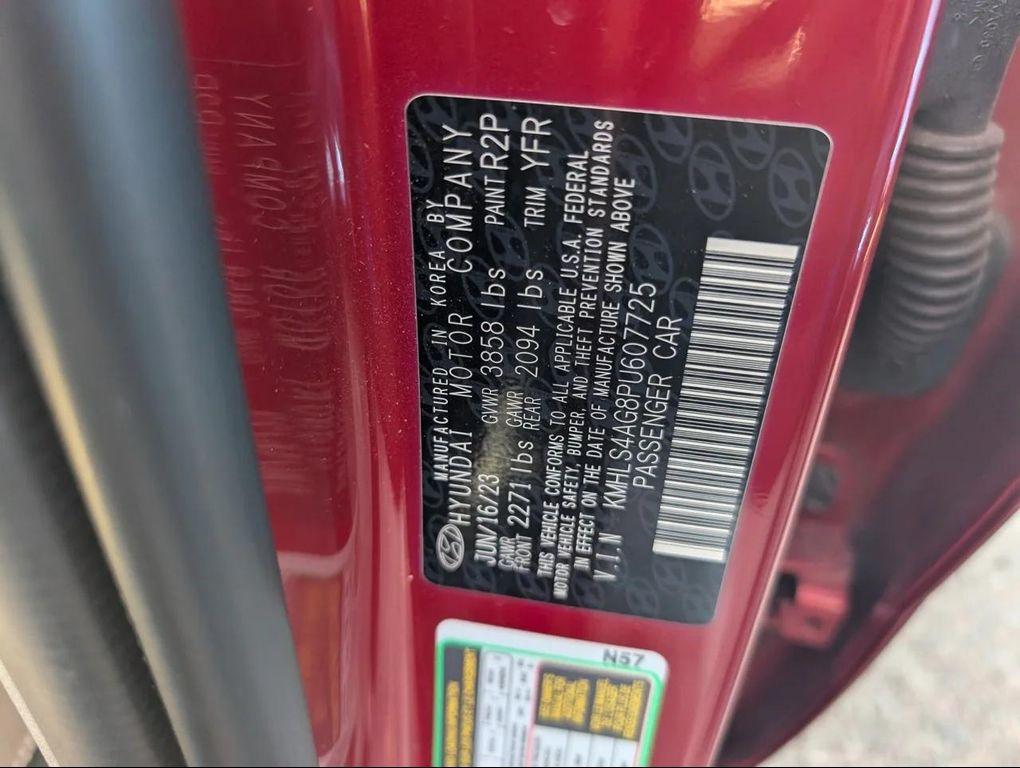 MANUFACTURED IN KOREA BY
HYUNDAI MOTOR COMPANY
JUN/16/23 GVWR 3858 lbs PAINT R2P
GAWR FRONT 2271 lbs GAWR REAR 2094 lbs TRIM YFR
THIS VEHICLE CONFORMS TO ALL APPLICABLE U.S.A. FEDERAL
MOTOR VEHICLE SAFETY, BUMPER, AND THEFT PREVENTION STANDARDS
IN EFFECT ON THE DATE OF MANUFACTURE SHOWN ABOVE
V.I.N KMHLS4AG8PU607725
PASSENGER CAR
N57